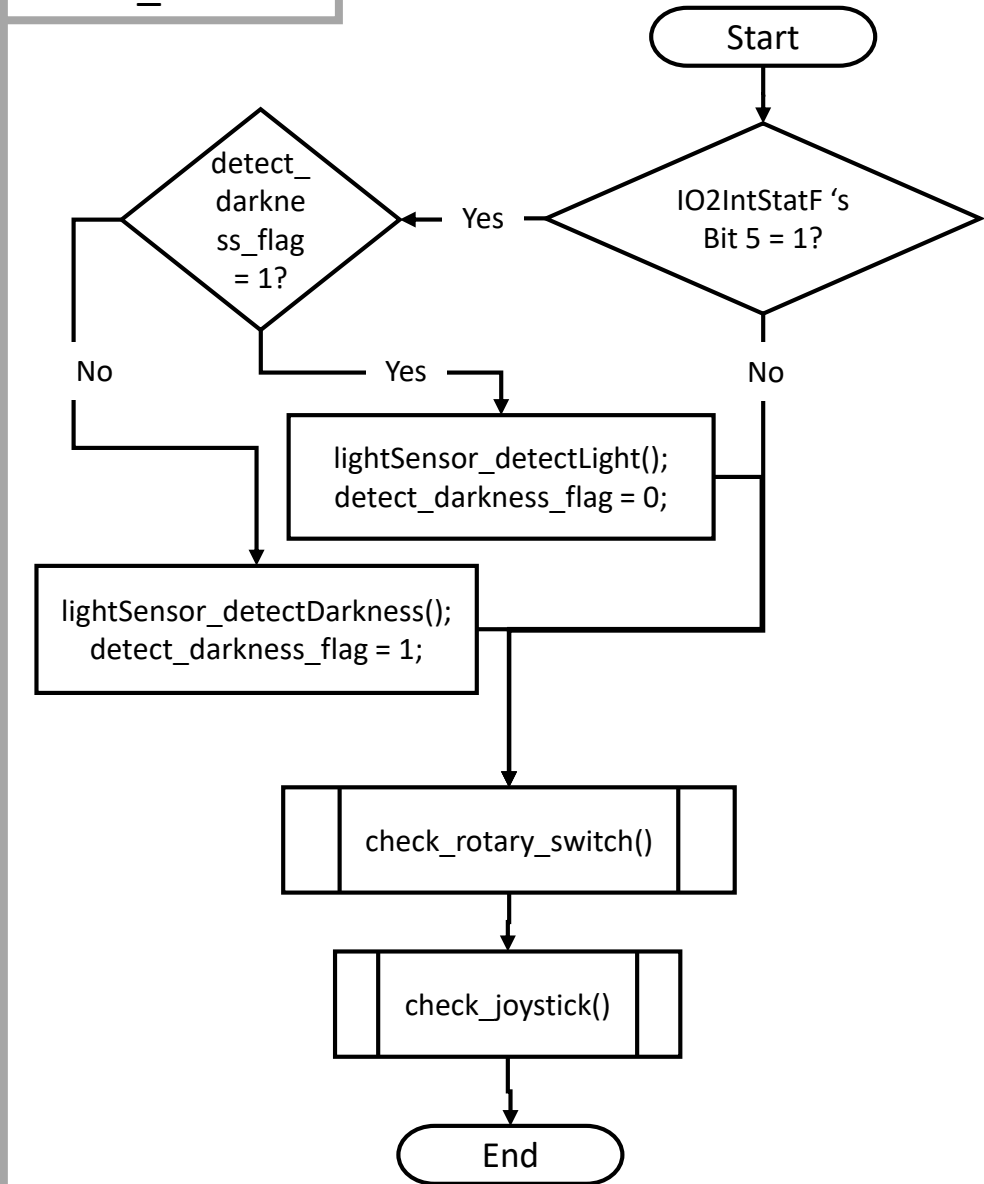 Start
IO2IntStatF ‘s
Bit 5 = 1?
Yes
detect_
darkne
ss_flag
= 1?
No
Yes
No
lightSensor_detectLight();
detect_darkness_flag = 0;
lightSensor_detectDarkness();
detect_darkness_flag = 1;
check_rotary_switch()
check_joystick()
End